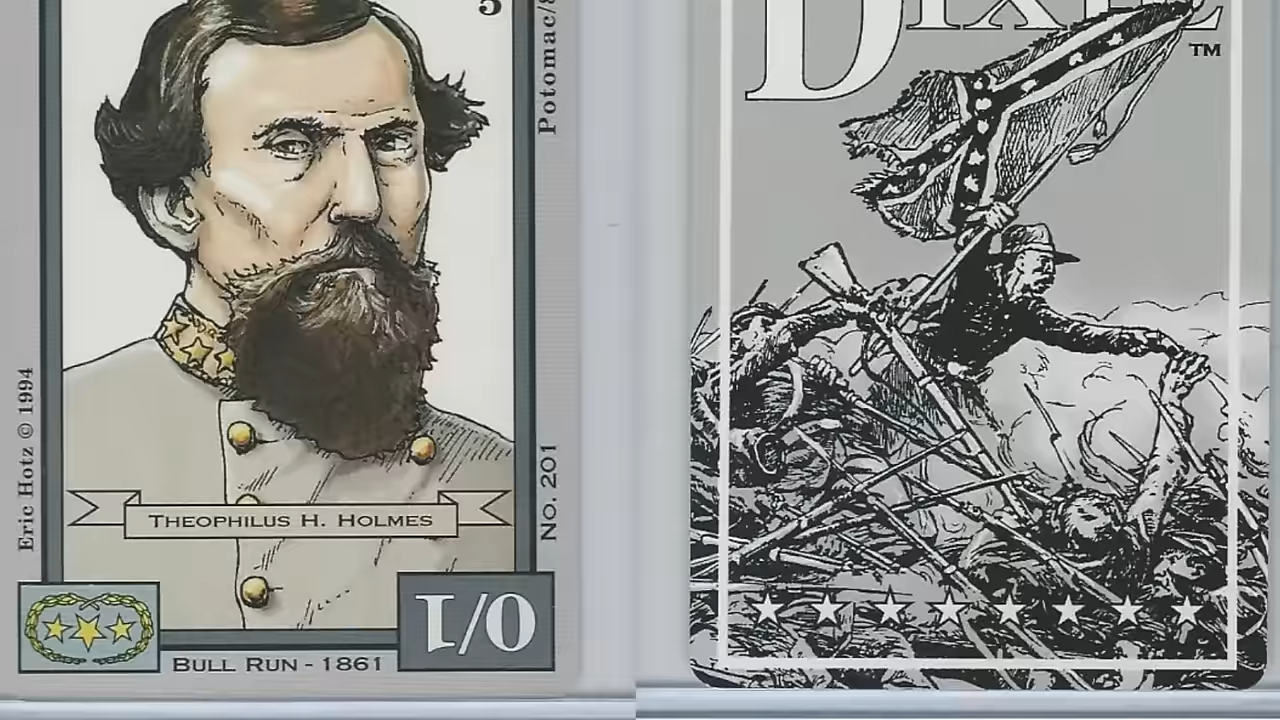 5
Potomac/
Eric Hotz © 1994
No. 201
THEOPHILUS H. HOLMES
1/0
BULL RUN - 1861
DIXIE
TM